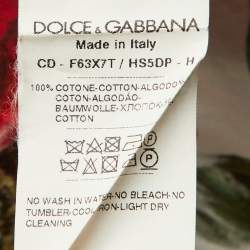 DOLCE & GABBANA
Made in Italy
CD - F63X7T / HS5DP - H
100% COTONE-COTTON-ALGODON
COTON-ALGODÃO-
BAUMWOLLE-ХЛОПОК-
COTTON
NO WASH IN WATER-NO BLEACH-NO
TUMBLER-COOL IRON-LIGHT DRY
CLEANING